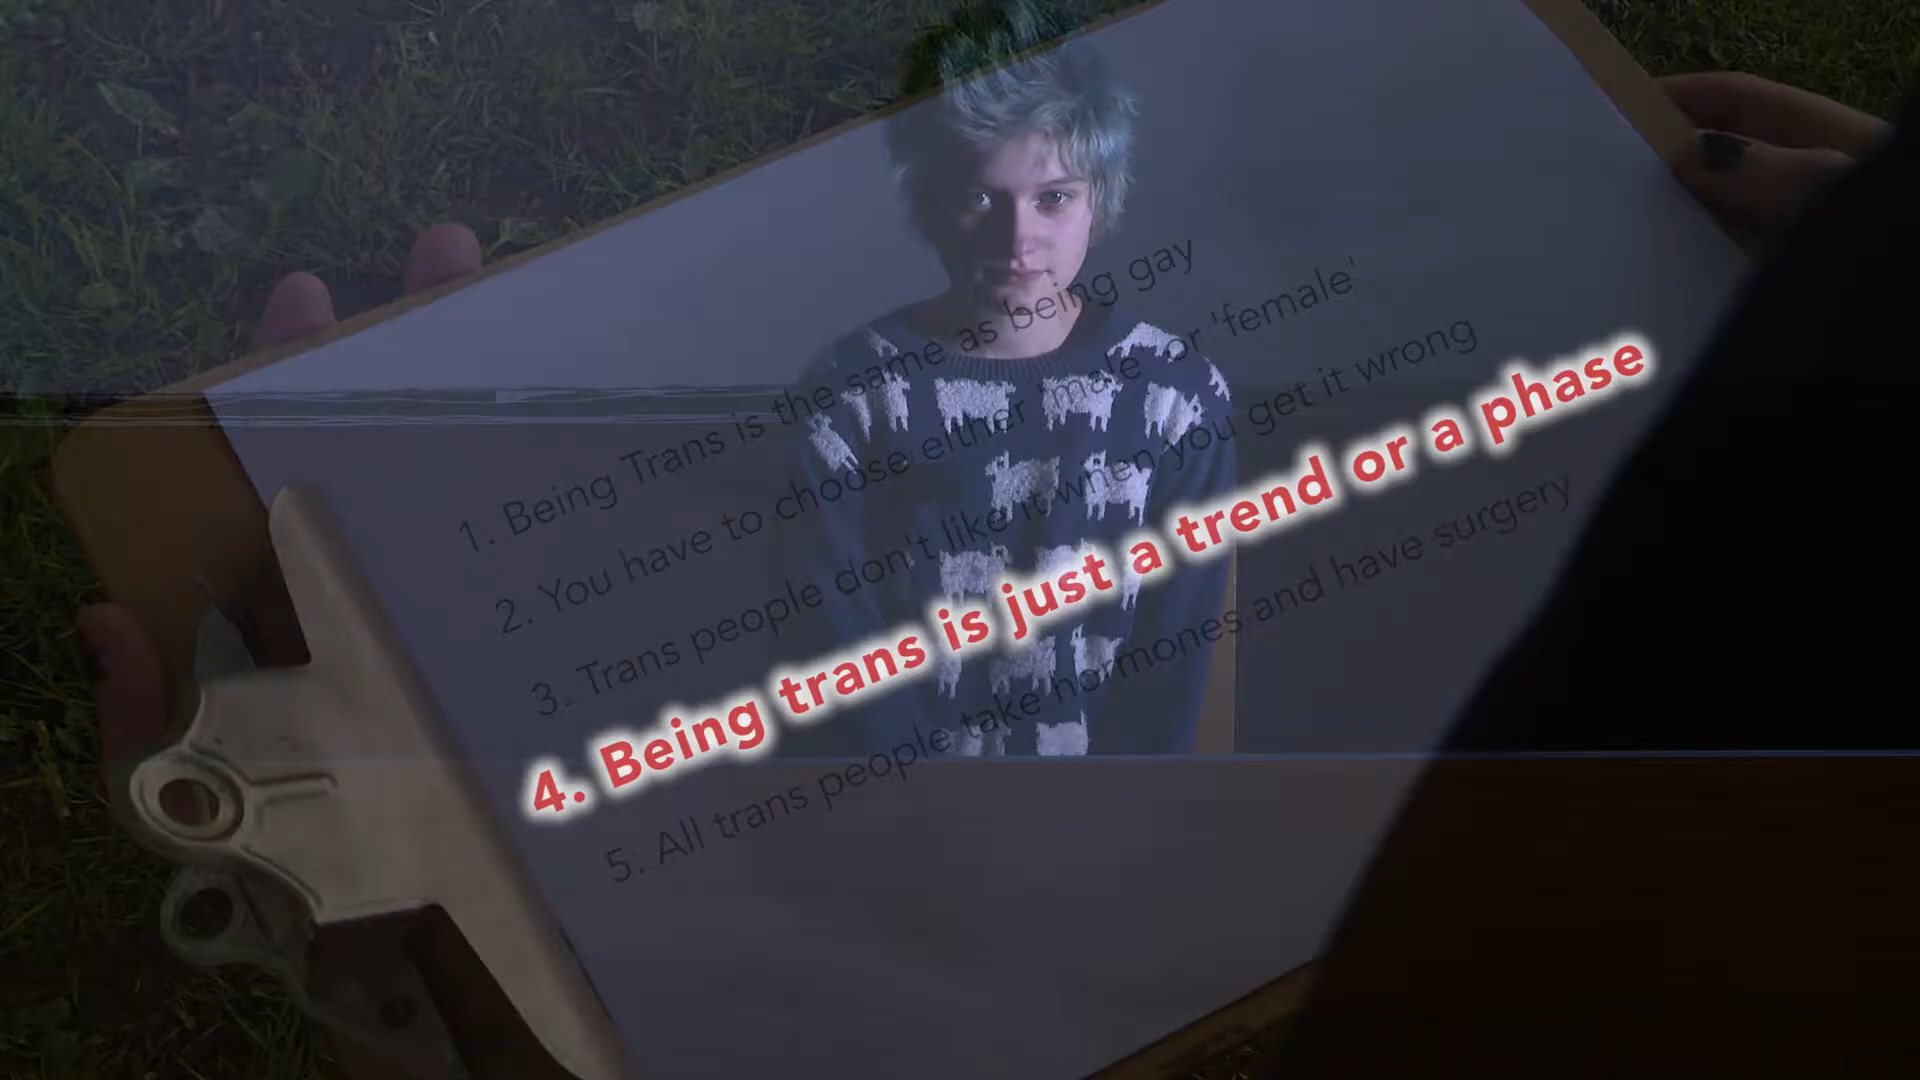 1. Being Trans is the same as being gay
2. You have to choose either 'male' or 'female'
3. Trans people don't like it when you get it wrong
4. Being trans is just a trend or a phase
5. All trans people take hormones and have surgery